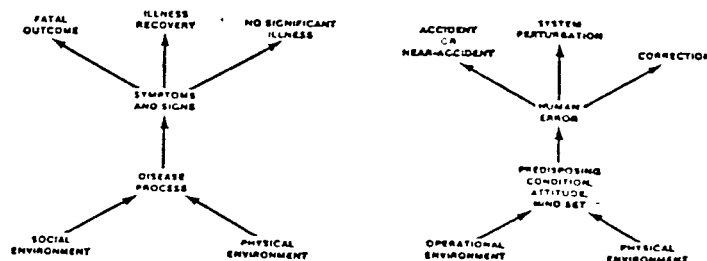 FATAL
OUTCOME
ILLNESS
RECOVERY
NO SIGNIFICANT
ILLNESS
SYMPTOMS
AND SIGNS
DISEASE
PROCESS
SOCIAL
ENVIRONMENT
PHYSICAL
ENVIRONMENT
ACCIDENT
OR
NEAR-ACCIDENT
SYSTEM
PERTURBATION
CORRECTION
HUMAN
ERROR
PREDISPOSING
CONDITION,
ATTITUDE,
MIND SET
OPERATIONAL
ENVIRONMENT
PHYSICAL
ENVIRONMENT